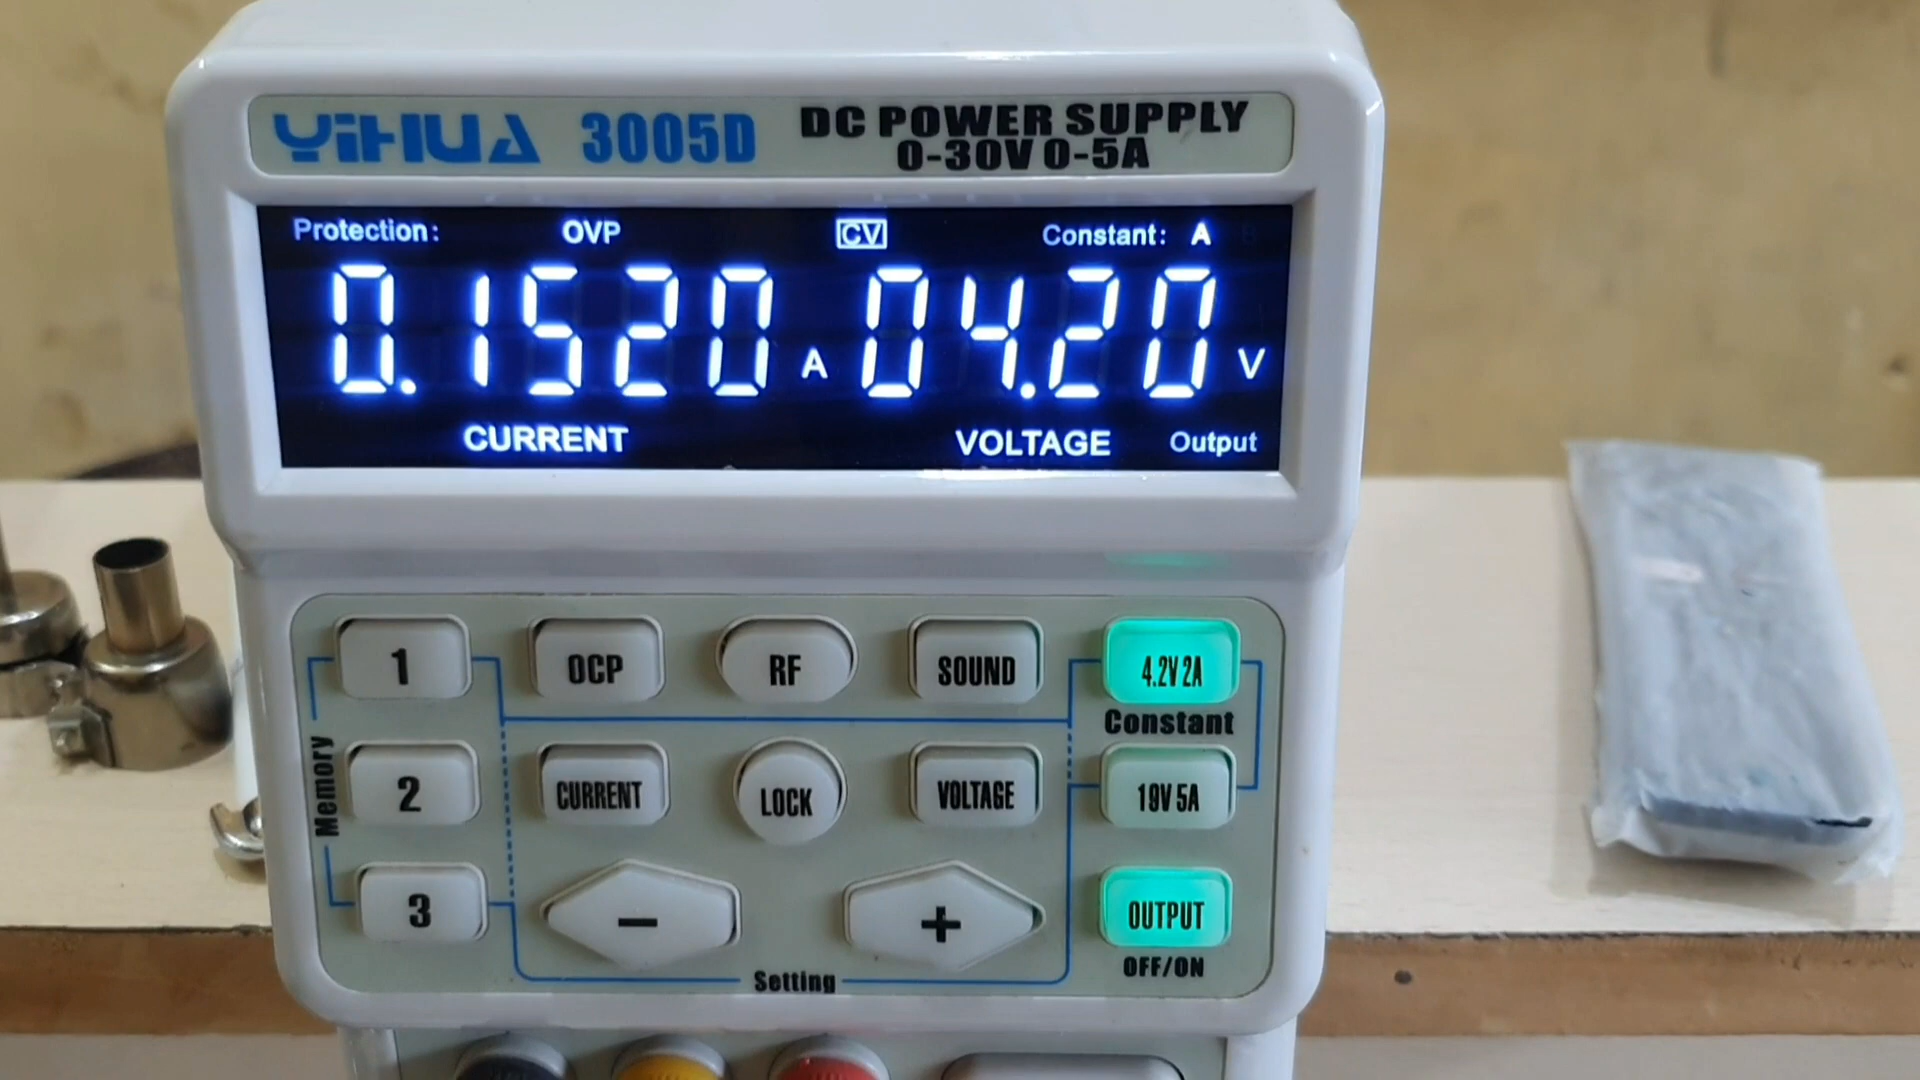 YiHUA 3005D DC POWER SUPPLY
0-30V 0-5A
Protection: OVP CV Constant: A
0.1520 A 04.20 V
CURRENT VOLTAGE Output
1 OCP RF SOUND 4.2V 2A
Constant
Memory
2 CURRENT LOCK VOLTAGE 19V 5A
3 - + OUTPUT
OFF/ON
Setting